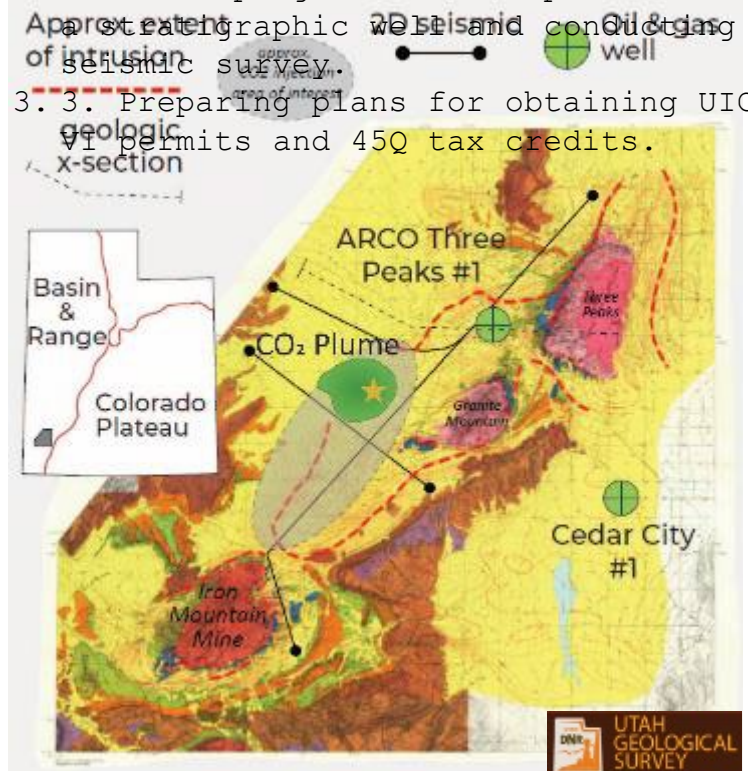 Approx. extent
of intrusion
approx.
CO2 injection
area of interest
2D seismic
Oil & gas
well
a stratigraphic well and conducting
seismic survey.
3. 3. Preparing plans for obtaining UIC
VI permits and 45Q tax credits.
geologic
x-section
ARCO Three
Peaks #1
Three
Peaks
Basin
&
Range
CO₂ Plume
Colorado
Plateau
Granite
Mountain
Cedar City
#1
Iron
Mountain
Mine
DNR
UTAH
GEOLOGICAL
SURVEY